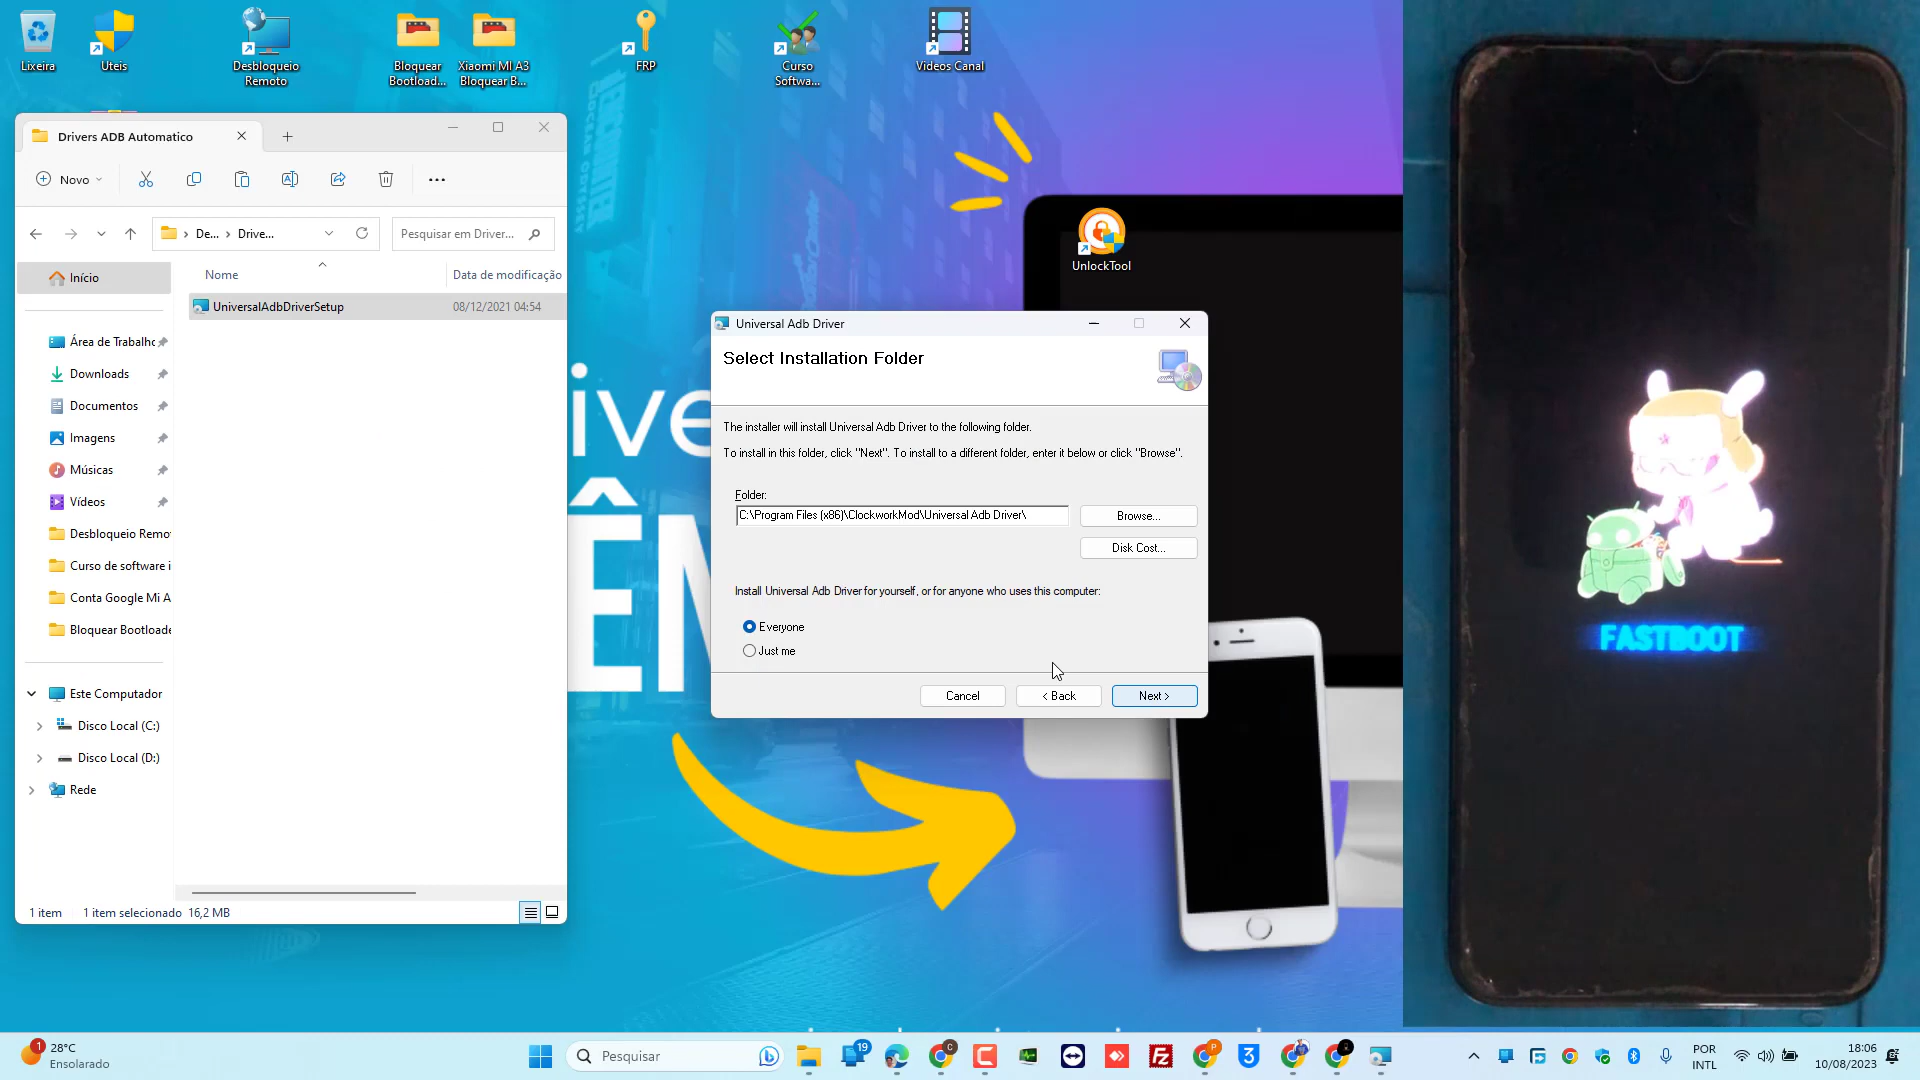 Lixeira
Uteis
Desbloqueio
Remoto
Bloquear
Bootload...
Xiaomi MI A3
Bloquear B...
FRP
Curso
Softwa...
Videos Canal
Drivers ADB Automatico
Novo
De...
Drive...
Pesquisar em Driver...
Início
Nome
Data de modificação
UniversalAdbDriverSetup
08/12/2021 04:54
Área de Trabalho
Downloads
Documentos
Imagens
Músicas
Vídeos
Desbloqueio Remo
Curso de software i
Conta Google Mi A
Bloquear Bootloade
Este Computador
Disco Local (C:)
Disco Local (D:)
Rede
1 item
1 item selecionado 16,2 MB
UnlockTool
Universal Adb Driver
Select Installation Folder
The installer will install Universal Adb Driver to the following folder.
To install in this folder, click "Next". To install to a different folder, enter it below or click "Browse".
Folder:
C:\Program Files (x86)\ClockworkMod\Universal Adb Driver\
Browse...
Disk Cost...
Install Universal Adb Driver for yourself, or for anyone who uses this computer:
Everyone
Just me
Cancel
< Back
Next >
FASTBOOT
1
28°C
Ensolarado
Pesquisar
19
POR
INTL
18:06
10/08/2023